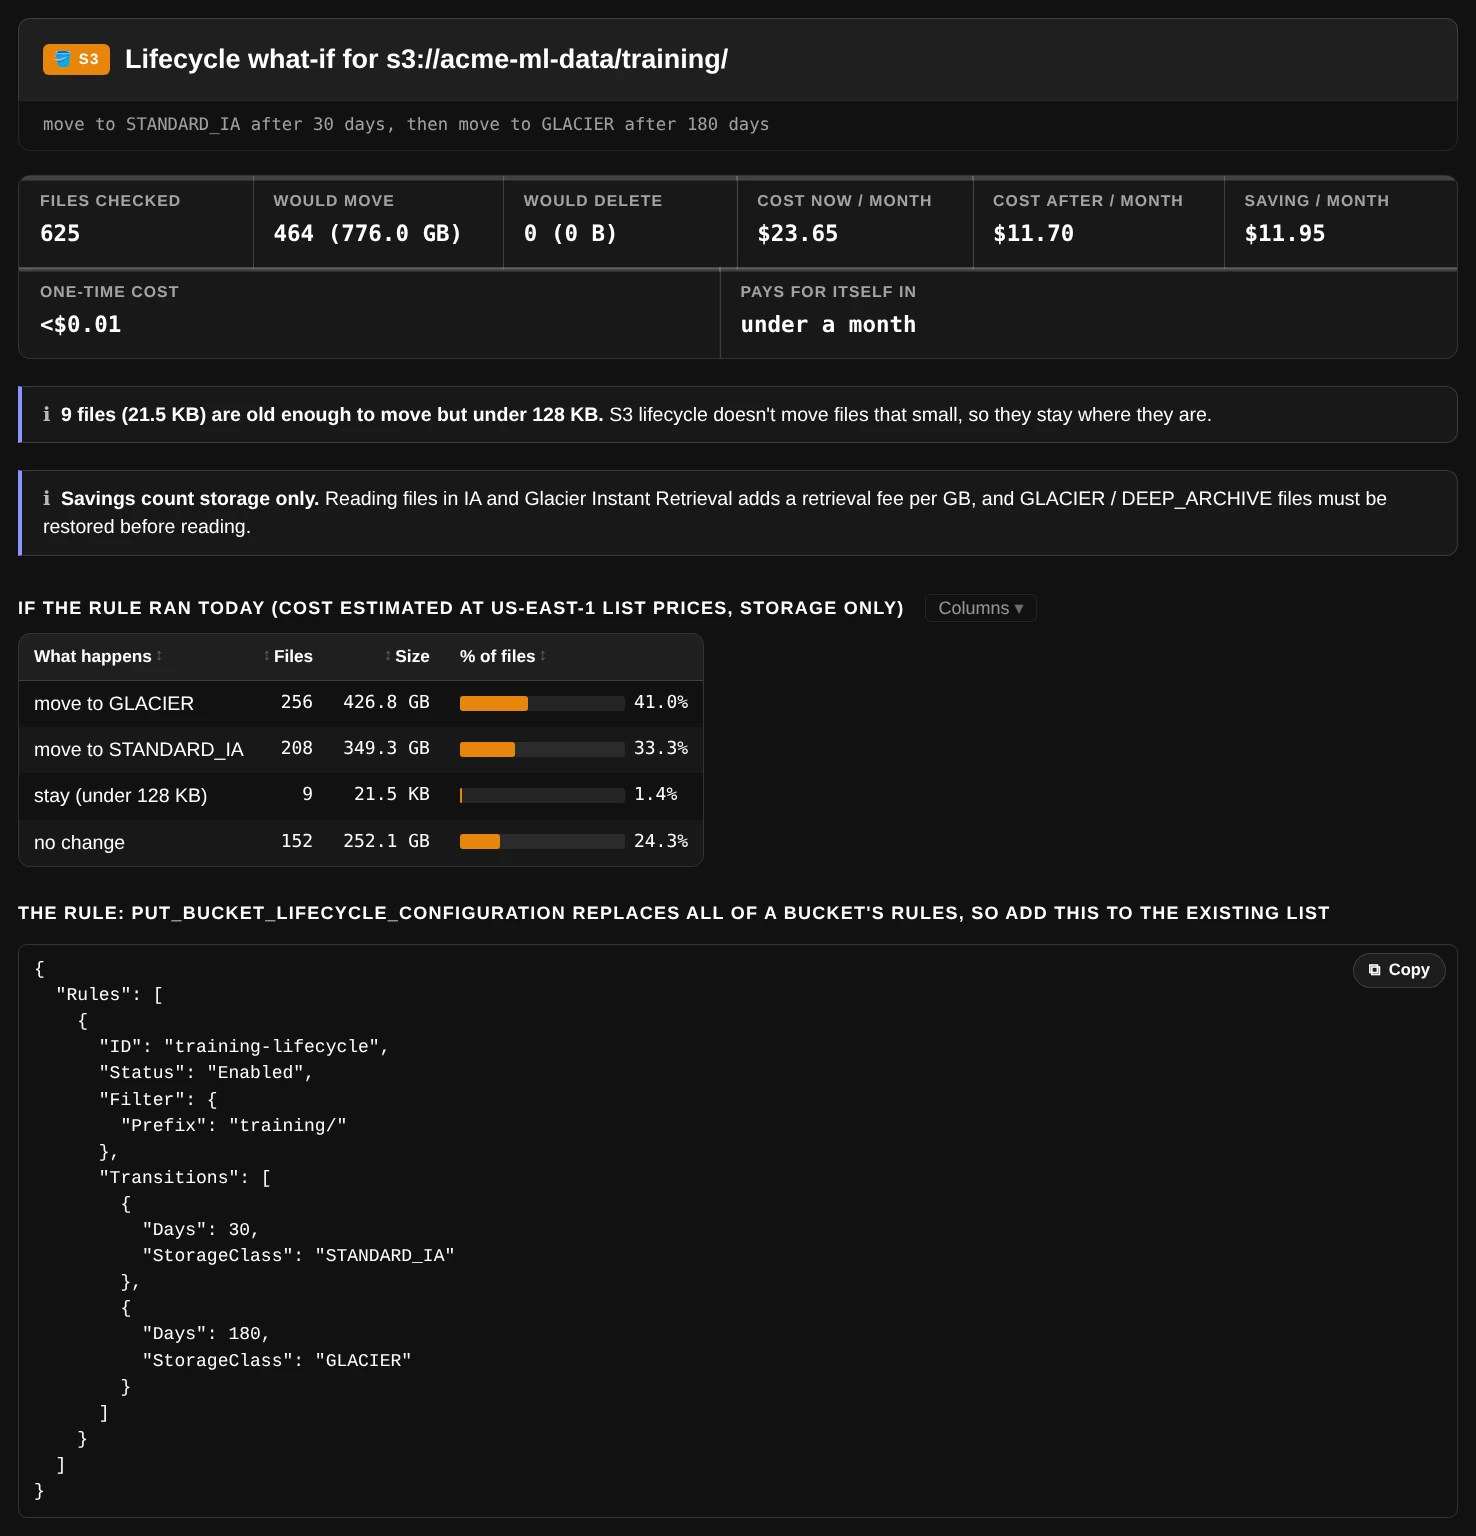 🪣 S3 Lifecycle what-if for s3://acme-ml-data/training/
move to STANDARD_IA after 30 days, then move to GLACIER after 180 days
FILES CHECKED
625
WOULD MOVE
464 (776.0 GB)
WOULD DELETE
0 (0 B)
COST NOW / MONTH
$23.65
COST AFTER / MONTH
$11.70
SAVING / MONTH
$11.95
ONE-TIME COST
<$0.01
PAYS FOR ITSELF IN
under a month
ℹ 9 files (21.5 KB) are old enough to move but under 128 KB. S3 lifecycle doesn't move files that small, so they stay where they are.
ℹ Savings count storage only. Reading files in IA and Glacier Instant Retrieval adds a retrieval fee per GB, and GLACIER / DEEP_ARCHIVE files must be
restored before reading.
IF THE RULE RAN TODAY (COST ESTIMATED AT US-EAST-1 LIST PRICES, STORAGE ONLY) Columns ▾
What happens ↕ ↕ Files ↕ Size % of files ↕
move to GLACIER 256 426.8 GB 41.0%
move to STANDARD_IA 208 349.3 GB 33.3%
stay (under 128 KB) 9 21.5 KB 1.4%
no change 152 252.1 GB 24.3%
THE RULE: PUT_BUCKET_LIFECYCLE_CONFIGURATION REPLACES ALL OF A BUCKET'S RULES, SO ADD THIS TO THE EXISTING LIST
⧉ Copy
{
  "Rules": [
    {
      "ID": "training-lifecycle",
      "Status": "Enabled",
      "Filter": {
        "Prefix": "training/"
      },
      "Transitions": [
        {
          "Days": 30,
          "StorageClass": "STANDARD_IA"
        },
        {
          "Days": 180,
          "StorageClass": "GLACIER"
        }
      ]
    }
  ]
}